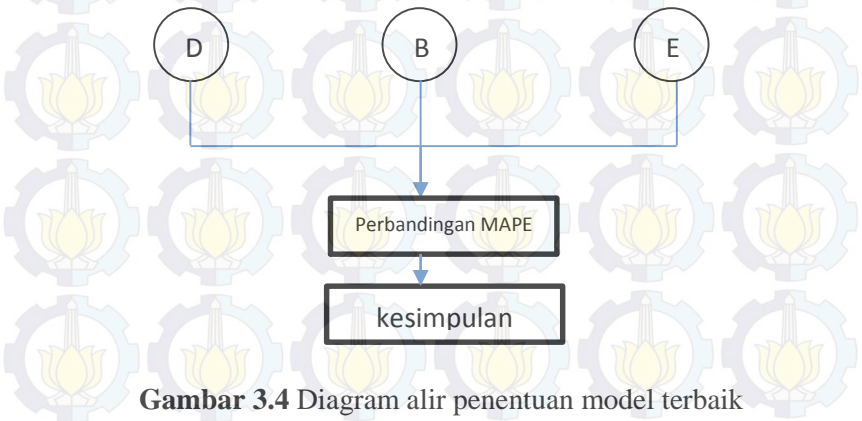 D B E
Perbandingan MAPE
kesimpulan
Gambar 3.4 Diagram alir penentuan model terbaik